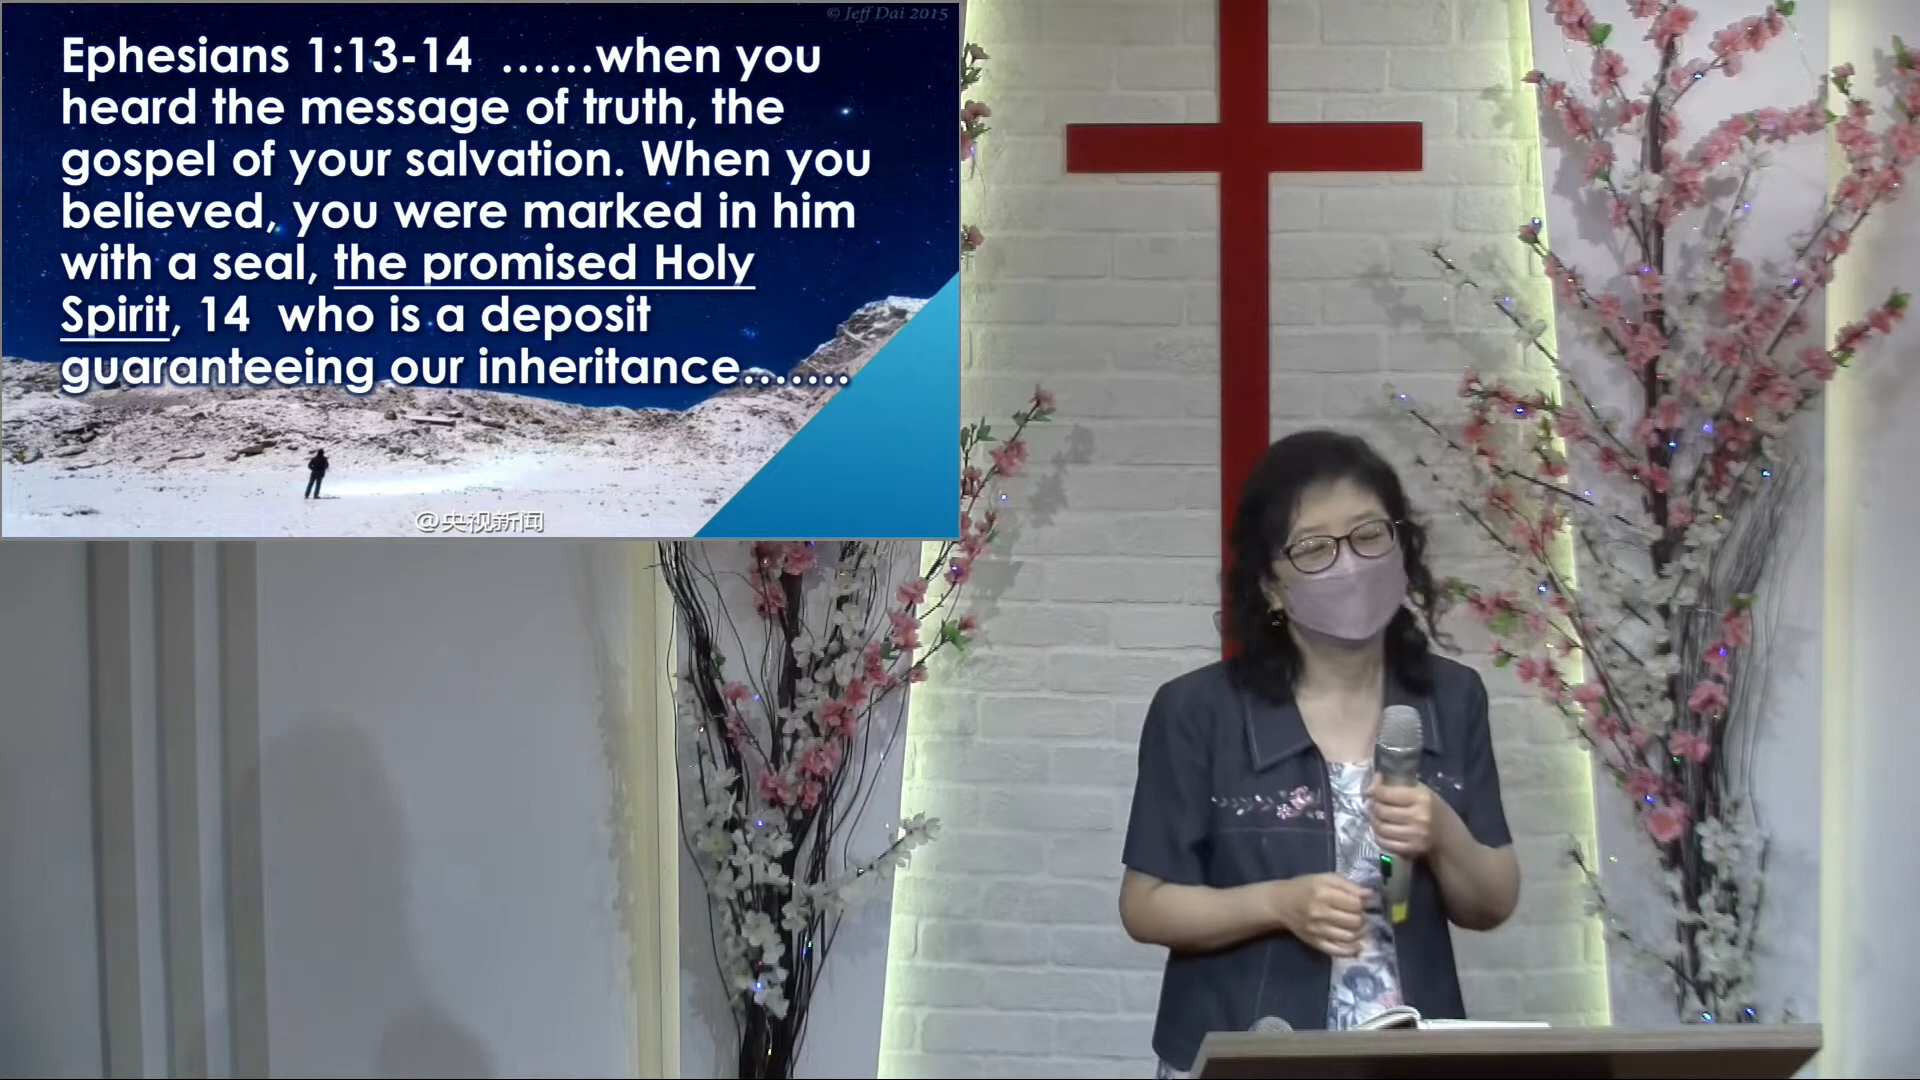 © Jeff Dai 2015
Ephesians 1:13-14 ......when you
heard the message of truth, the
gospel of your salvation. When you
believed, you were marked in him
with a seal, the promised Holy
Spirit, 14 who is a deposit
guaranteeing our inheritance.......
@央视新闻